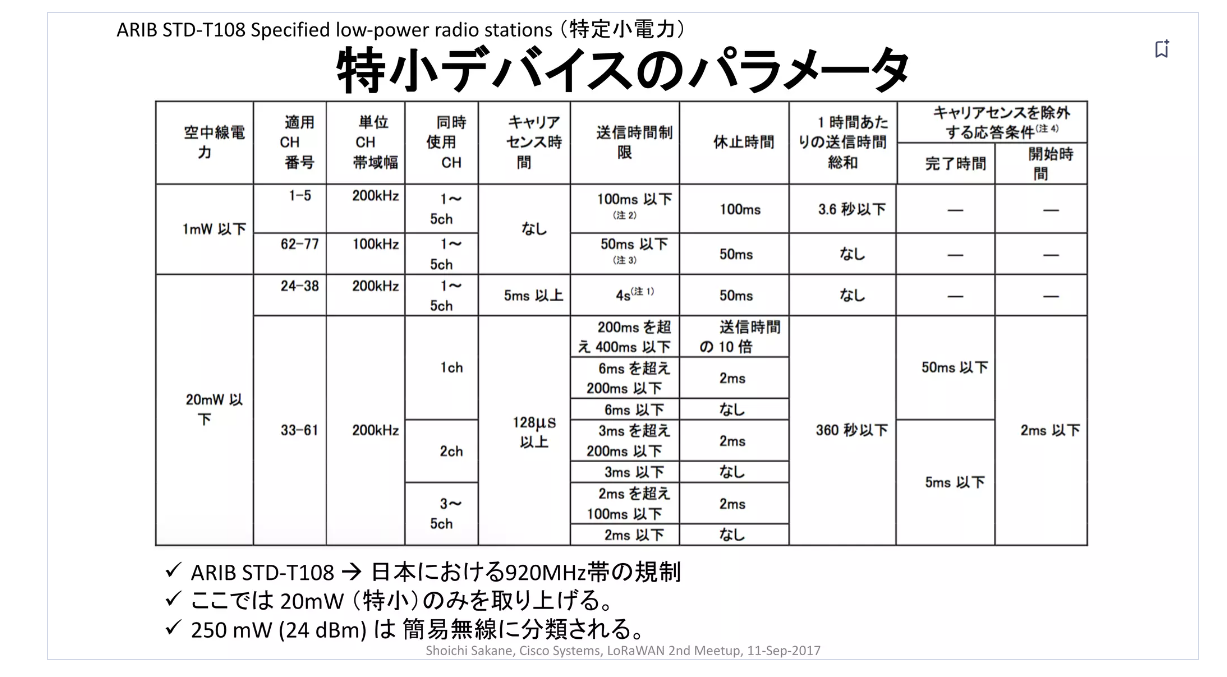 ARIB STD-T108 Specified low-power radio stations（特定小電力）
特小デバイスのパラメータ
空中線電
力
適用
CH
番号
単位
CH
帯域幅
同時
使用
CH
キャリア
センス時
間
送信時間制
限
休止時間
1時間あた
りの送信時間
総和
キャリアセンスを除外
する応答条件(注 4)
完了時間
開始時
間
1mW 以下
1-5
200kHz
1～
5ch
なし
100ms 以下
(注 2)
100ms
3.6 秒以下
—
—
62-77
100kHz
1～
5ch
50ms 以下
(注 3)
50ms
なし
—
—
20mW 以
下
24-38
200kHz
1～
5ch
5ms 以上
4s(注 1)
50ms
なし
—
—
33-61
200kHz
1ch
128μs
以上
200ms を超
え 400ms 以下
送信時間
の 10 倍
360 秒以下
50ms 以下
2ms 以下
6ms を超え
200ms 以下
2ms
6ms 以下
なし
2ch
3ms を超え
200ms 以下
2ms
5ms 以下
3ms 以下
なし
3～
5ch
2ms を超え
100ms 以下
2ms
2ms 以下
なし
✓ ARIB STD-T108 → 日本における920MHz帯の規制
✓ ここでは 20mW（特小）のみを取り上げる。
✓ 250 mW (24 dBm) は 簡易無線に分類される。
Shoichi Sakane, Cisco Systems, LoRaWAN 2nd Meetup, 11-Sep-2017